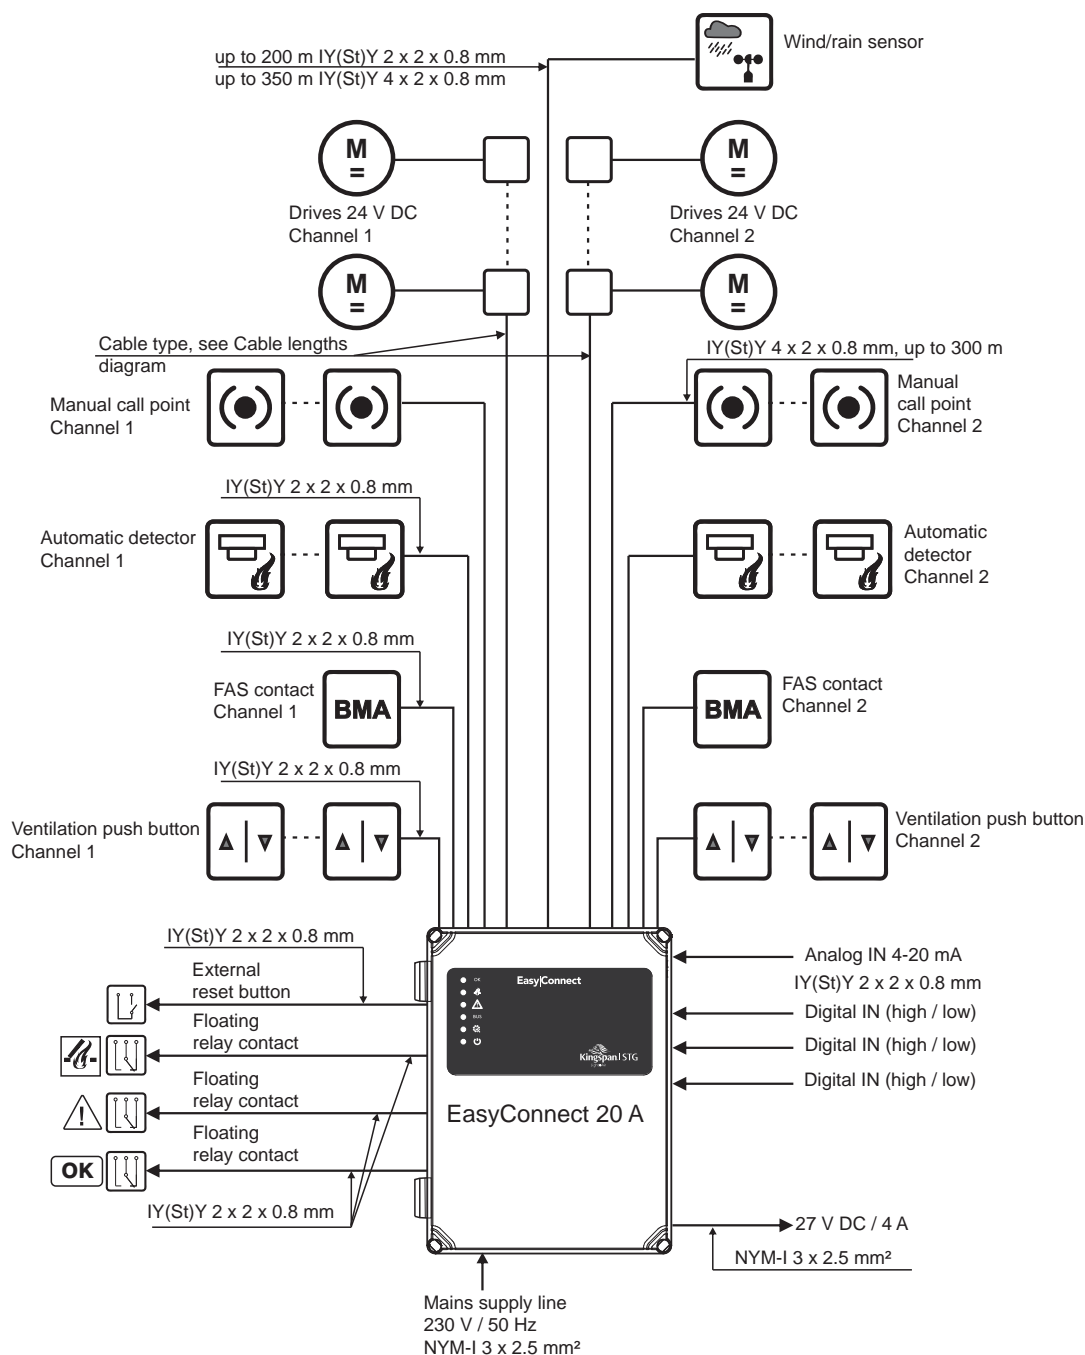 Wind/rain sensor
up to 200 m IY(St)Y 2 x 2 x 0.8 mm
up to 350 m IY(St)Y 4 x 2 x 0.8 mm
M
=
M
=
Drives 24 V DC
Channel 1
Drives 24 V DC
Channel 2
M
=
M
=
Cable type, see Cable lengths
diagram
IY(St)Y 4 x 2 x 0.8 mm, up to 300 m
Manual call point
Channel 1
Manual
call point
Channel 2
IY(St)Y 2 x 2 x 0.8 mm
Automatic detector
Channel 1
Automatic
detector
Channel 2
IY(St)Y 2 x 2 x 0.8 mm
FAS contact
Channel 1
BMA
BMA
FAS contact
Channel 2
IY(St)Y 2 x 2 x 0.8 mm
Ventilation push button
Channel 1
Ventilation push button
Channel 2
IY(St)Y 2 x 2 x 0.8 mm
External
reset button
Floating
relay contact
Floating
relay contact
Floating
relay contact
OK
IY(St)Y 2 x 2 x 0.8 mm
OK
BUS
Easy|Connect
Kingspan | STG
EasyConnect 20 A
Analog IN 4-20 mA
IY(St)Y 2 x 2 x 0.8 mm
Digital IN (high / low)
Digital IN (high / low)
Digital IN (high / low)
27 V DC / 4 A
NYM-I 3 x 2.5 mm²
Mains supply line
230 V / 50 Hz
NYM-I 3 x 2.5 mm²